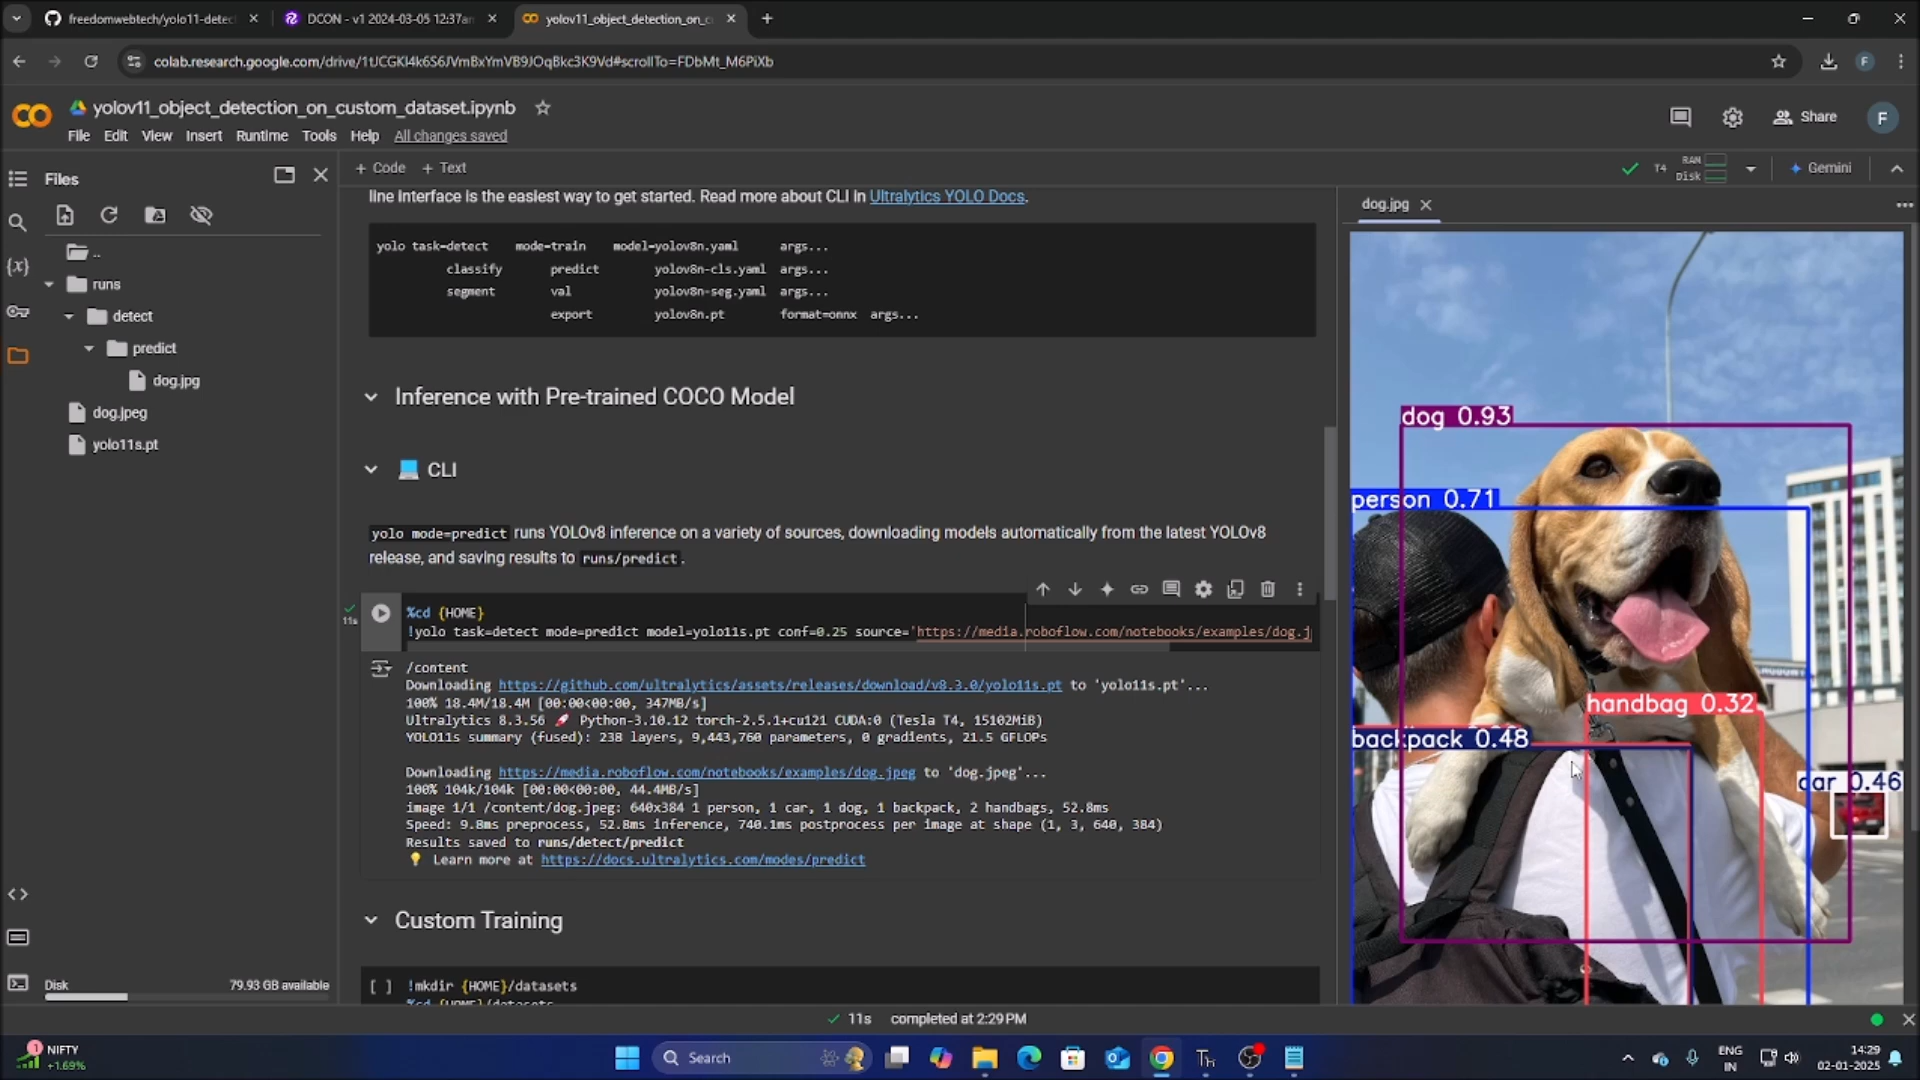 freedomwebtech/yolo11-detec
DCON - v1 2024-03-05 12:37am
yolov11_object_detection_on_c
colab.research.google.com/drive/1tJCGKl4k6S6JVmBxYmVB9JOqBkc3K9Vd#scrollTo=FDbMt_M6PiXb
F
yolov11_object_detection_on_custom_dataset.ipynb
File Edit View Insert Runtime Tools Help All changes saved
Share
F
Files
+ Code + Text
T4 RAM
Disk
Gemini
..
runs
detect
predict
dog.jpg
dog.jpeg
yolo11s.pt
Disk 79.93 GB available
line interface is the easiest way to get started. Read more about CLI in Ultralytics YOLO Docs.
yolo task=detect mode=train model=yolov8n.yaml args...
classify predict yolov8n-cls.yaml args...
segment val yolov8n-seg.yaml args...
export yolov8n.pt format=onnx args...
Inference with Pre-trained COCO Model
CLI
yolo mode=predict runs YOLOv8 inference on a variety of sources, downloading models automatically from the latest YOLOv8
release, and saving results to runs/predict.
11s
%cd {HOME}
!yolo task=detect mode=predict model=yolo11s.pt conf=0.25 source='https://media.roboflow.com/notebooks/examples/dog.j
/content
Downloading https://github.com/ultralytics/assets/releases/download/v8.3.0/yolo11s.pt to 'yolo11s.pt'...
100% 18.4M/18.4M [00:00<00:00, 347MB/s]
Ultralytics 8.3.56 🚀 Python-3.10.12 torch-2.5.1+cu121 CUDA:0 (Tesla T4, 15102MiB)
YOLO11s summary (fused): 238 layers, 9,443,760 parameters, 0 gradients, 21.5 GFLOPs
Downloading https://media.roboflow.com/notebooks/examples/dog.jpeg to 'dog.jpeg'...
100% 104k/104k [00:00<00:00, 44.4MB/s]
image 1/1 /content/dog.jpeg: 640x384 1 person, 1 car, 1 dog, 1 backpack, 2 handbags, 52.8ms
Speed: 9.8ms preprocess, 52.8ms inference, 740.1ms postprocess per image at shape (1, 3, 640, 384)
Results saved to runs/detect/predict
💡 Learn more at https://docs.ultralytics.com/modes/predict
Custom Training
[ ] !mkdir {HOME}/datasets
%cd {HOME}/datasets
dog.jpg
dog 0.93
person 0.71
handbag 0.32
backpack 0.48
car 0.46
11s completed at 2:29 PM
1
NIFTY
+1.69%
Search
ENG
IN
14:29
02-01-2025